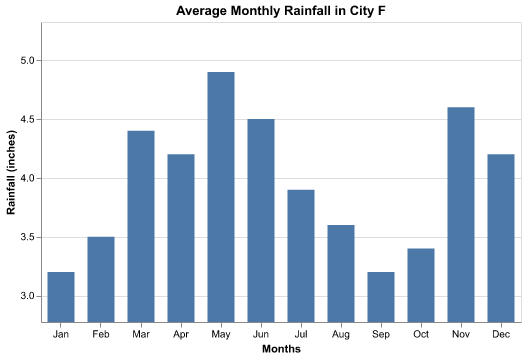 Average Monthly Rainfall in City F
Rainfall (inches)
5.0
4.5
4.0
3.5
3.0
Jan Feb Mar Apr May Jun Jul Aug Sep Oct Nov Dec
Months